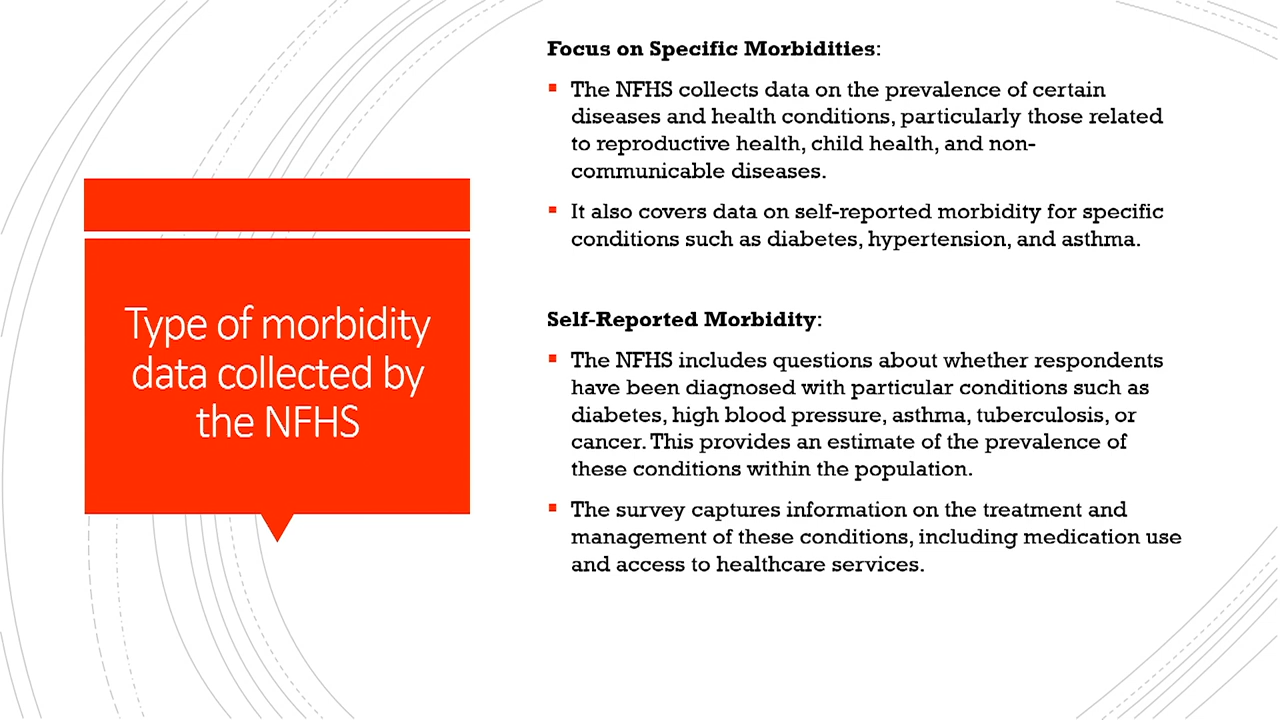 Type of morbidity
data collected by
the NFHS
Focus on Specific Morbidities:
▪ The NFHS collects data on the prevalence of certain
diseases and health conditions, particularly those related
to reproductive health, child health, and non-
communicable diseases.
▪ It also covers data on self-reported morbidity for specific
conditions such as diabetes, hypertension, and asthma.
Self-Reported Morbidity:
▪ The NFHS includes questions about whether respondents
have been diagnosed with particular conditions such as
diabetes, high blood pressure, asthma, tuberculosis, or
cancer. This provides an estimate of the prevalence of
these conditions within the population.
▪ The survey captures information on the treatment and
management of these conditions, including medication use
and access to healthcare services.